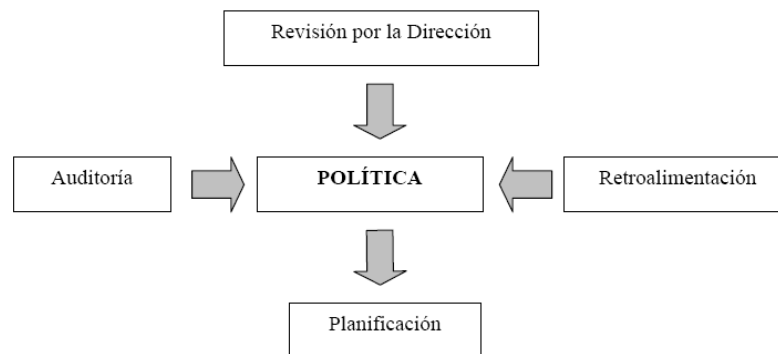 Revisión por la Dirección
Auditoría
POLÍTICA
Retroalimentación
Planificación